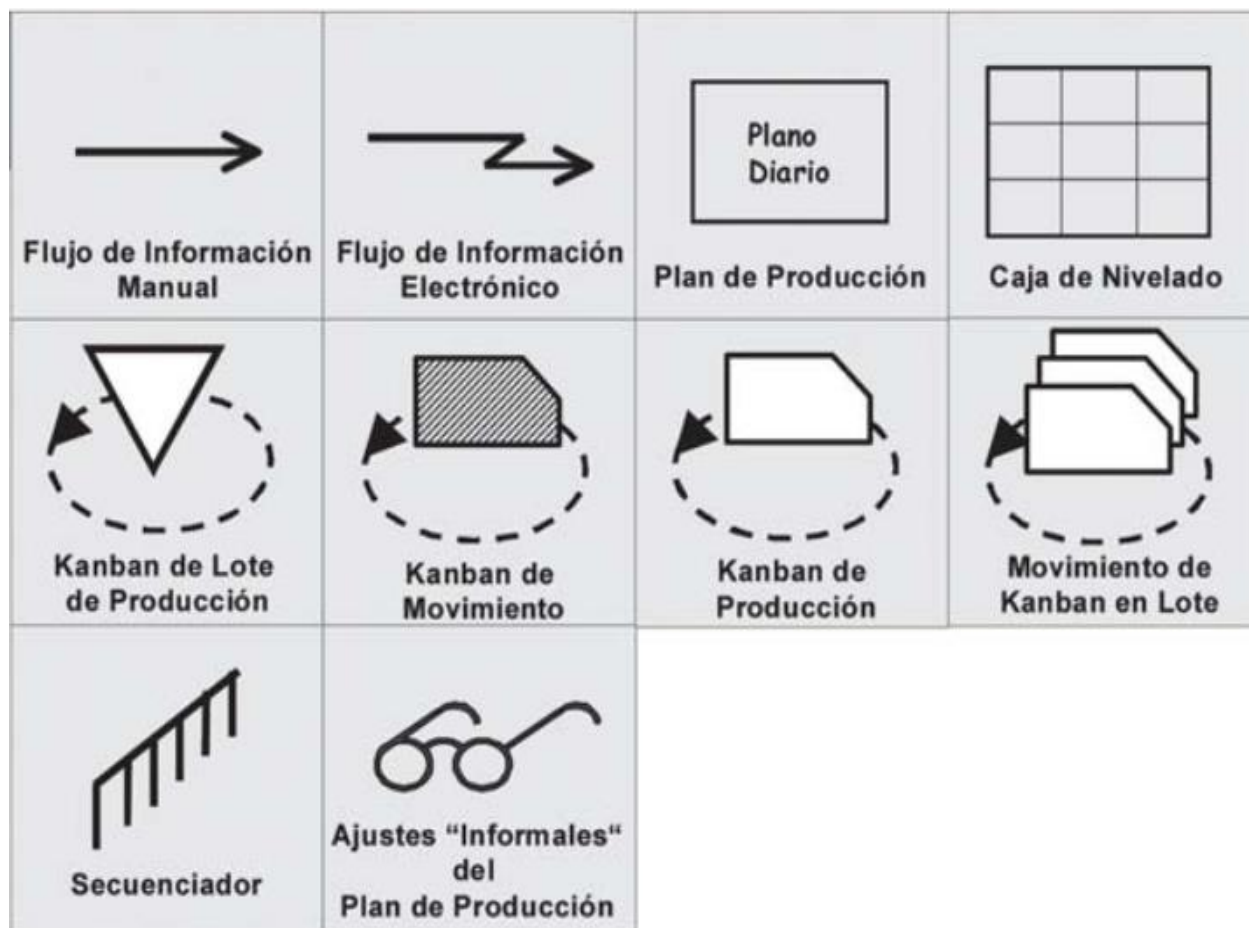 Flujo de Información
Manual
Flujo de Información
Electrónico
Plano
Diario
Plan de Producción
Caja de Nivelado
Kanban de Lote
de Producción
Kanban de
Movimiento
Kanban de
Producción
Movimiento de
Kanban en Lote
Secuenciador
Ajustes “Informales“
del
Plan de Producción